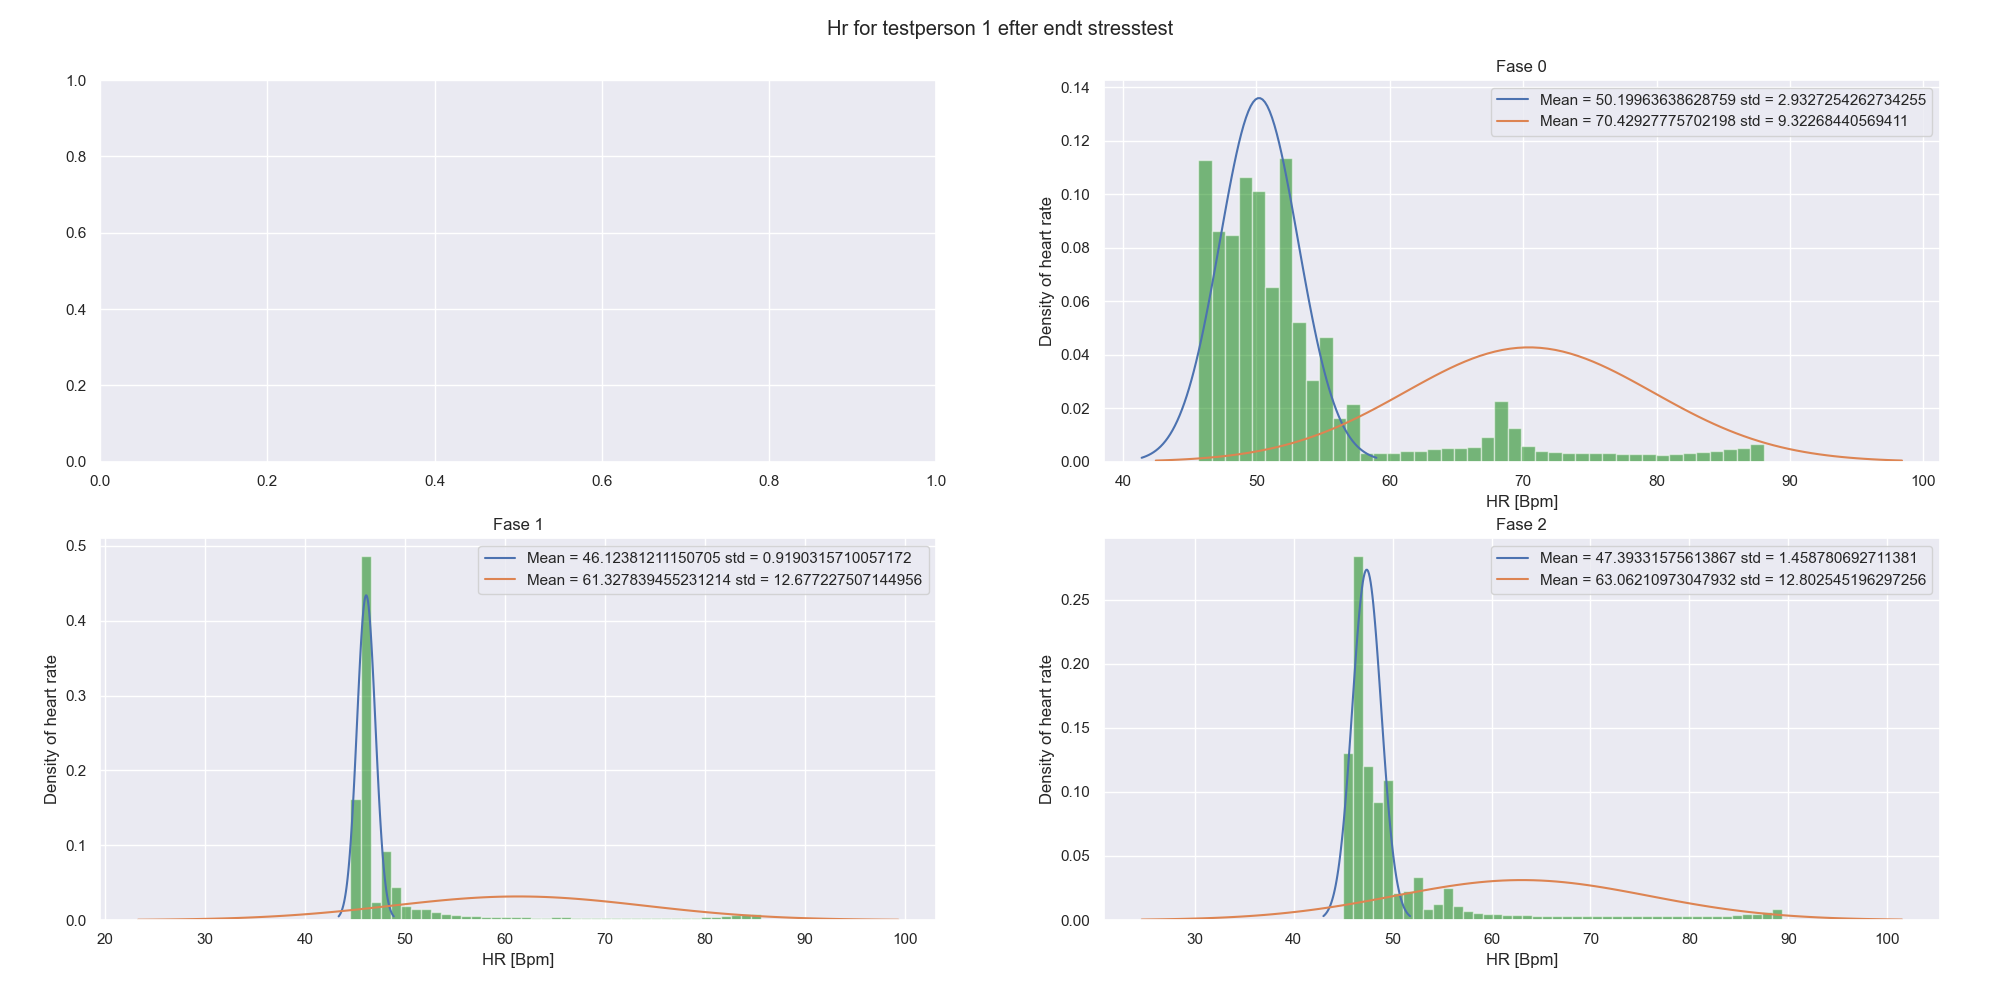 Hr for testperson 1 efter endt stresstest
1.0
0.8
0.6
0.4
0.2
0.0
0.0 0.2 0.4 0.6 0.8 1.0
Fase 0
Mean = 50.19963638628759 std = 2.9327254262734255
Mean = 70.42927775702198 std = 9.32268440569411
Density of heart rate
0.14
0.12
0.10
0.08
0.06
0.04
0.02
0.00
40 50 60 70 80 90 100
HR [Bpm]
Fase 1
Mean = 46.12381211150705 std = 0.9190315710057172
Mean = 61.327839455231214 std = 12.677227507144956
Density of heart rate
0.5
0.4
0.3
0.2
0.1
0.0
20 30 40 50 60 70 80 90 100
HR [Bpm]
Fase 2
Mean = 47.39331575613867 std = 1.458780692711381
Mean = 63.06210973047932 std = 12.802545196297256
Density of heart rate
0.25
0.20
0.15
0.10
0.05
0.00
30 40 50 60 70 80 90 100
HR [Bpm]